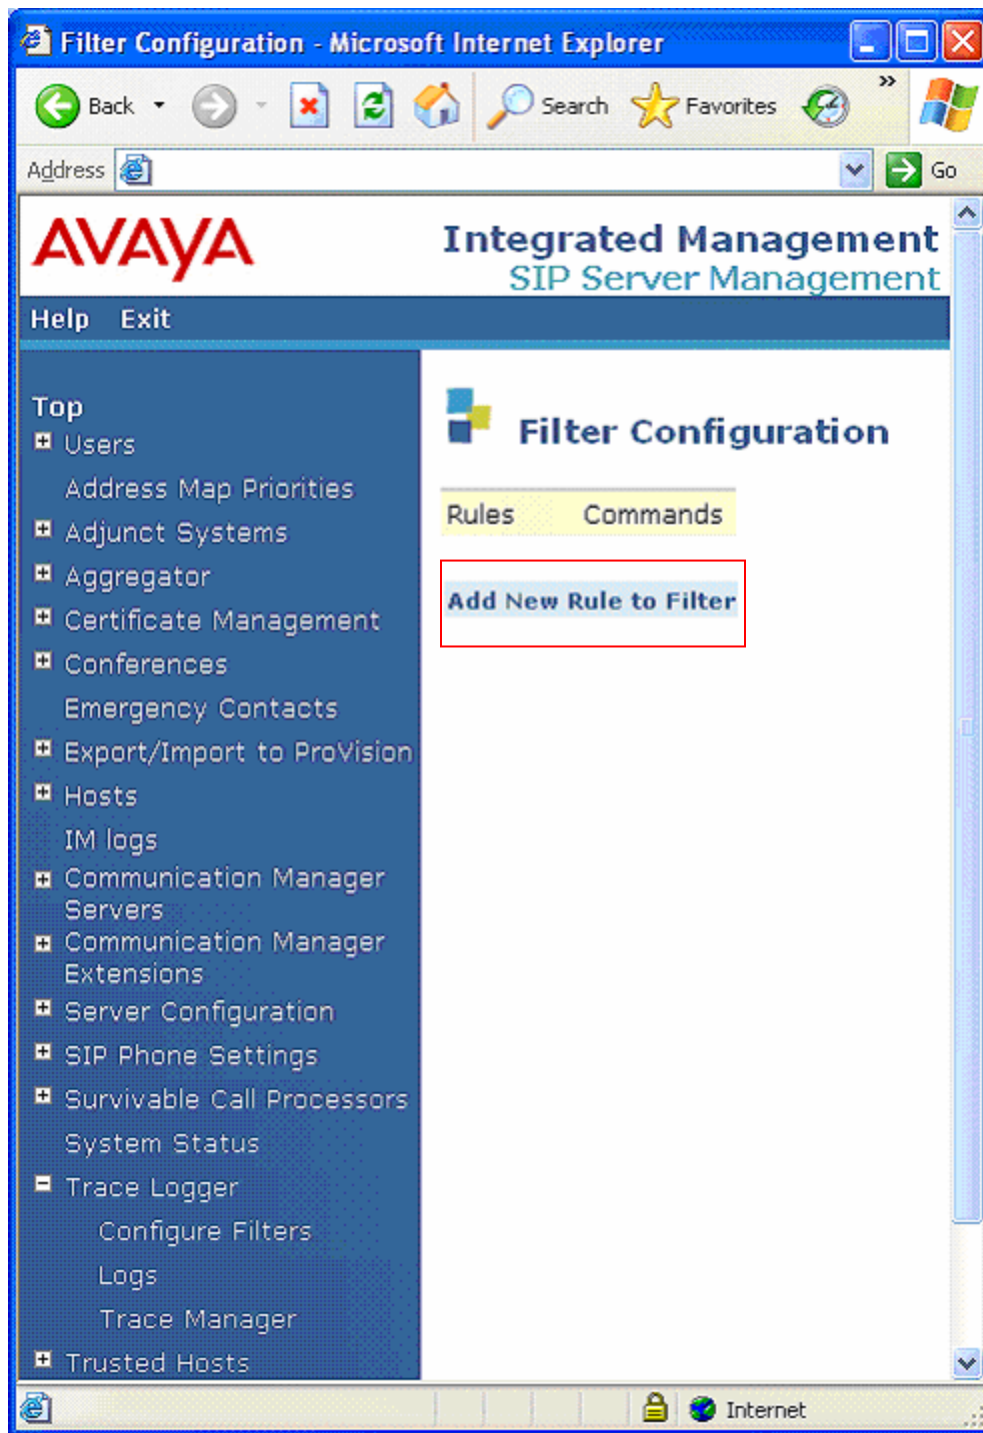 Filter Configuration - Microsoft Internet Explorer
Back
Search
Favorites
»
Address
Go
AVAYA
Integrated Management
SIP Server Management
Help Exit
Top
Users
Address Map Priorities
Adjunct Systems
Aggregator
Certificate Management
Conferences
Emergency Contacts
Export/Import to ProVision
Hosts
IM logs
Communication Manager
Servers
Communication Manager
Extensions
Server Configuration
SIP Phone Settings
Survivable Call Processors
System Status
Trace Logger
Configure Filters
Logs
Trace Manager
Trusted Hosts
Filter Configuration
Rules Commands
Add New Rule to Filter
Internet